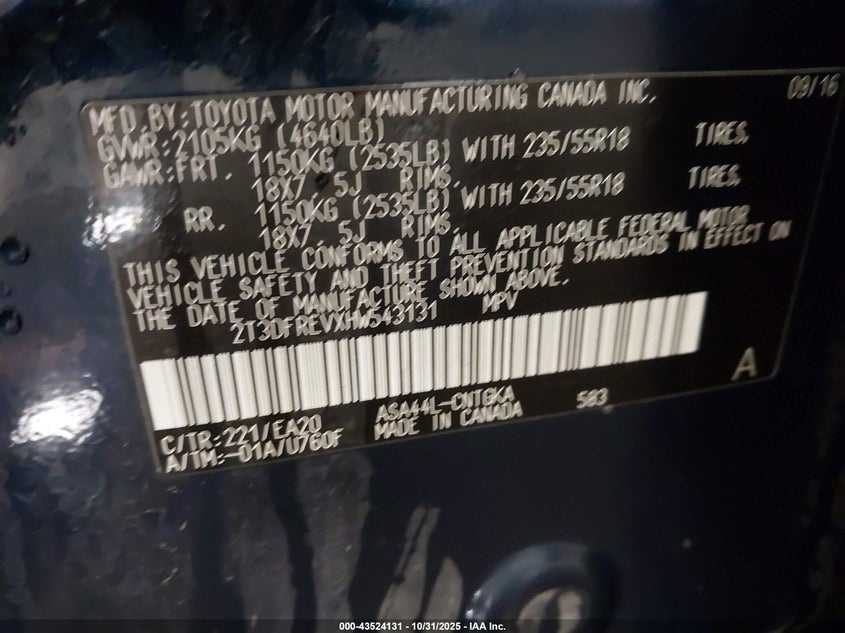 09/16
MFD BY:TOYOTA MOTOR MANUFACTURING CANADA INC.
GVWR:2105KG (4640LB)
GAWR:FRT. 1150KG (2535LB) WITH 235/55R18 TIRES,
18X7 .5J RIMS,
RR. 1150KG (2535LB) WITH 235/55R18 TIRES,
18X7 .5J RIMS.
THIS VEHICLE CONFORMS TO ALL APPLICABLE FEDERAL MOTOR
VEHICLE SAFETY AND THEFT PREVENTION STANDARDS IN EFFECT ON
THE DATE OF MANUFACTURE SHOWN ABOVE.
2T3DFREVXHW543131 MPV
A
C/TR:221/EA20 ASA44L-CNTGKA 583
A/TM:-01A/U760F MADE IN CANADA
000-43524131 - 10/31/2025 - IAA Inc.